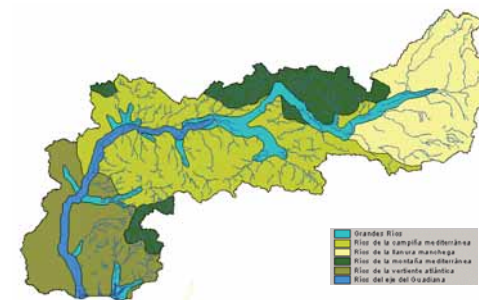 Grandes Ríos
Ríos de la campiña mediterránea
Ríos de la llanura manchega
Ríos de la montaña mediterránea
Ríos de la vertiente atlántica
Ríos del eje del Guadiana